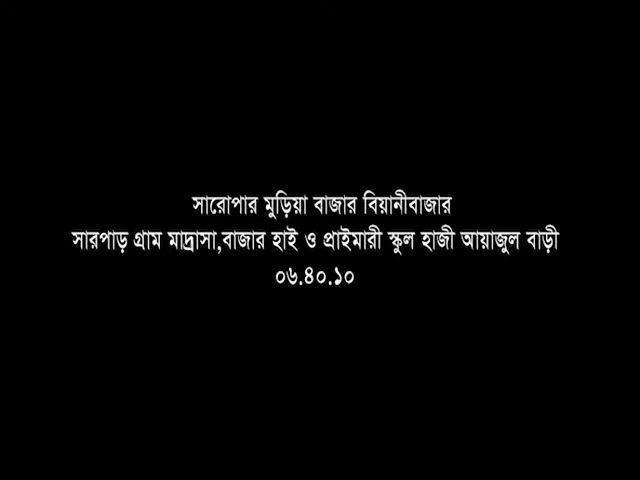 সারোপার মুড়িয়া বাজার বিয়ানীবাজার
সারপাড় গ্রাম মাদ্রাসা,বাজার হাই ও প্রাইমারী স্কুল হাজী আয়াজুল বাড়ী
০৬.৪০.১০